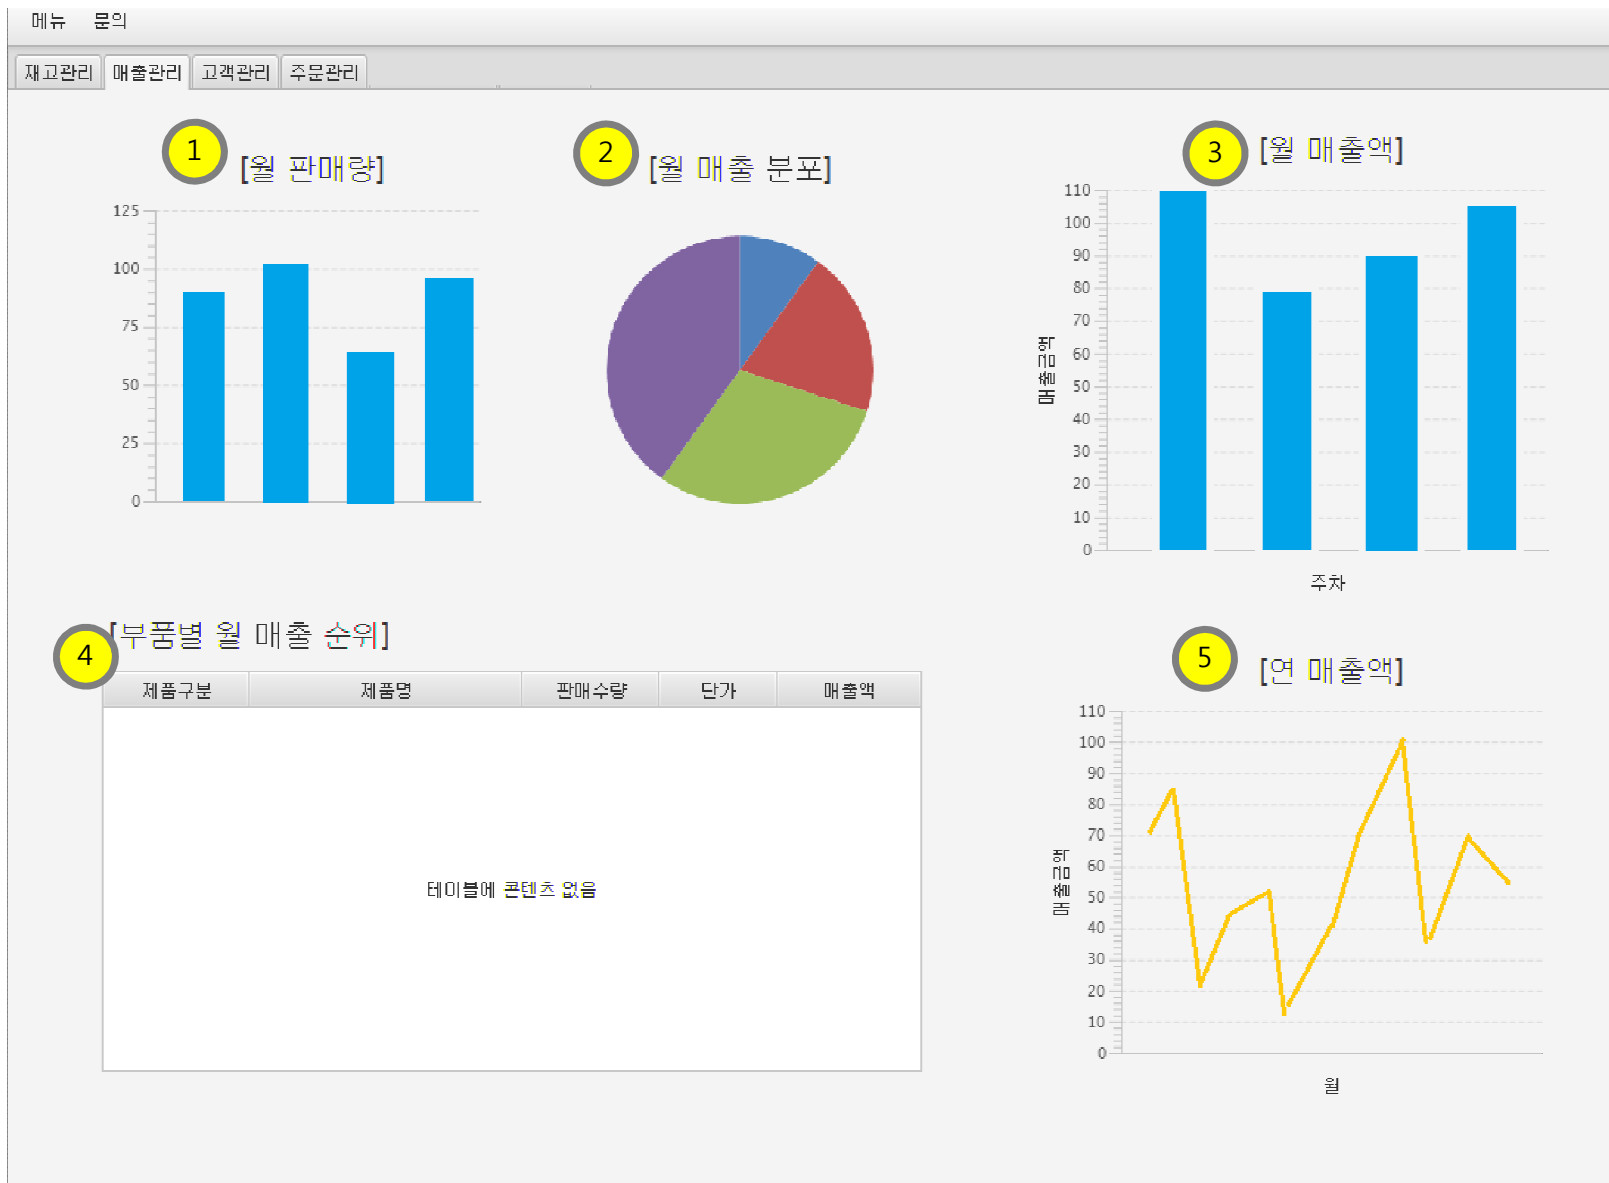 메뉴 문의
재고관리 매출관리 고객관리 주문관리
1 [월 판매량]
125
100
75
50
25
0
2 [월 매출 분포]
3 [월 매출액]
110
100
90
80
70
60
50
40
30
20
10
0
매출금액
주차
4 [부품별 월 매출 순위]
제품구분 제품명 판매수량 단가 매출액
테이블에 콘텐츠 없음
5 [연 매출액]
110
100
90
80
70
60
50
40
30
20
10
0
매출금액
월